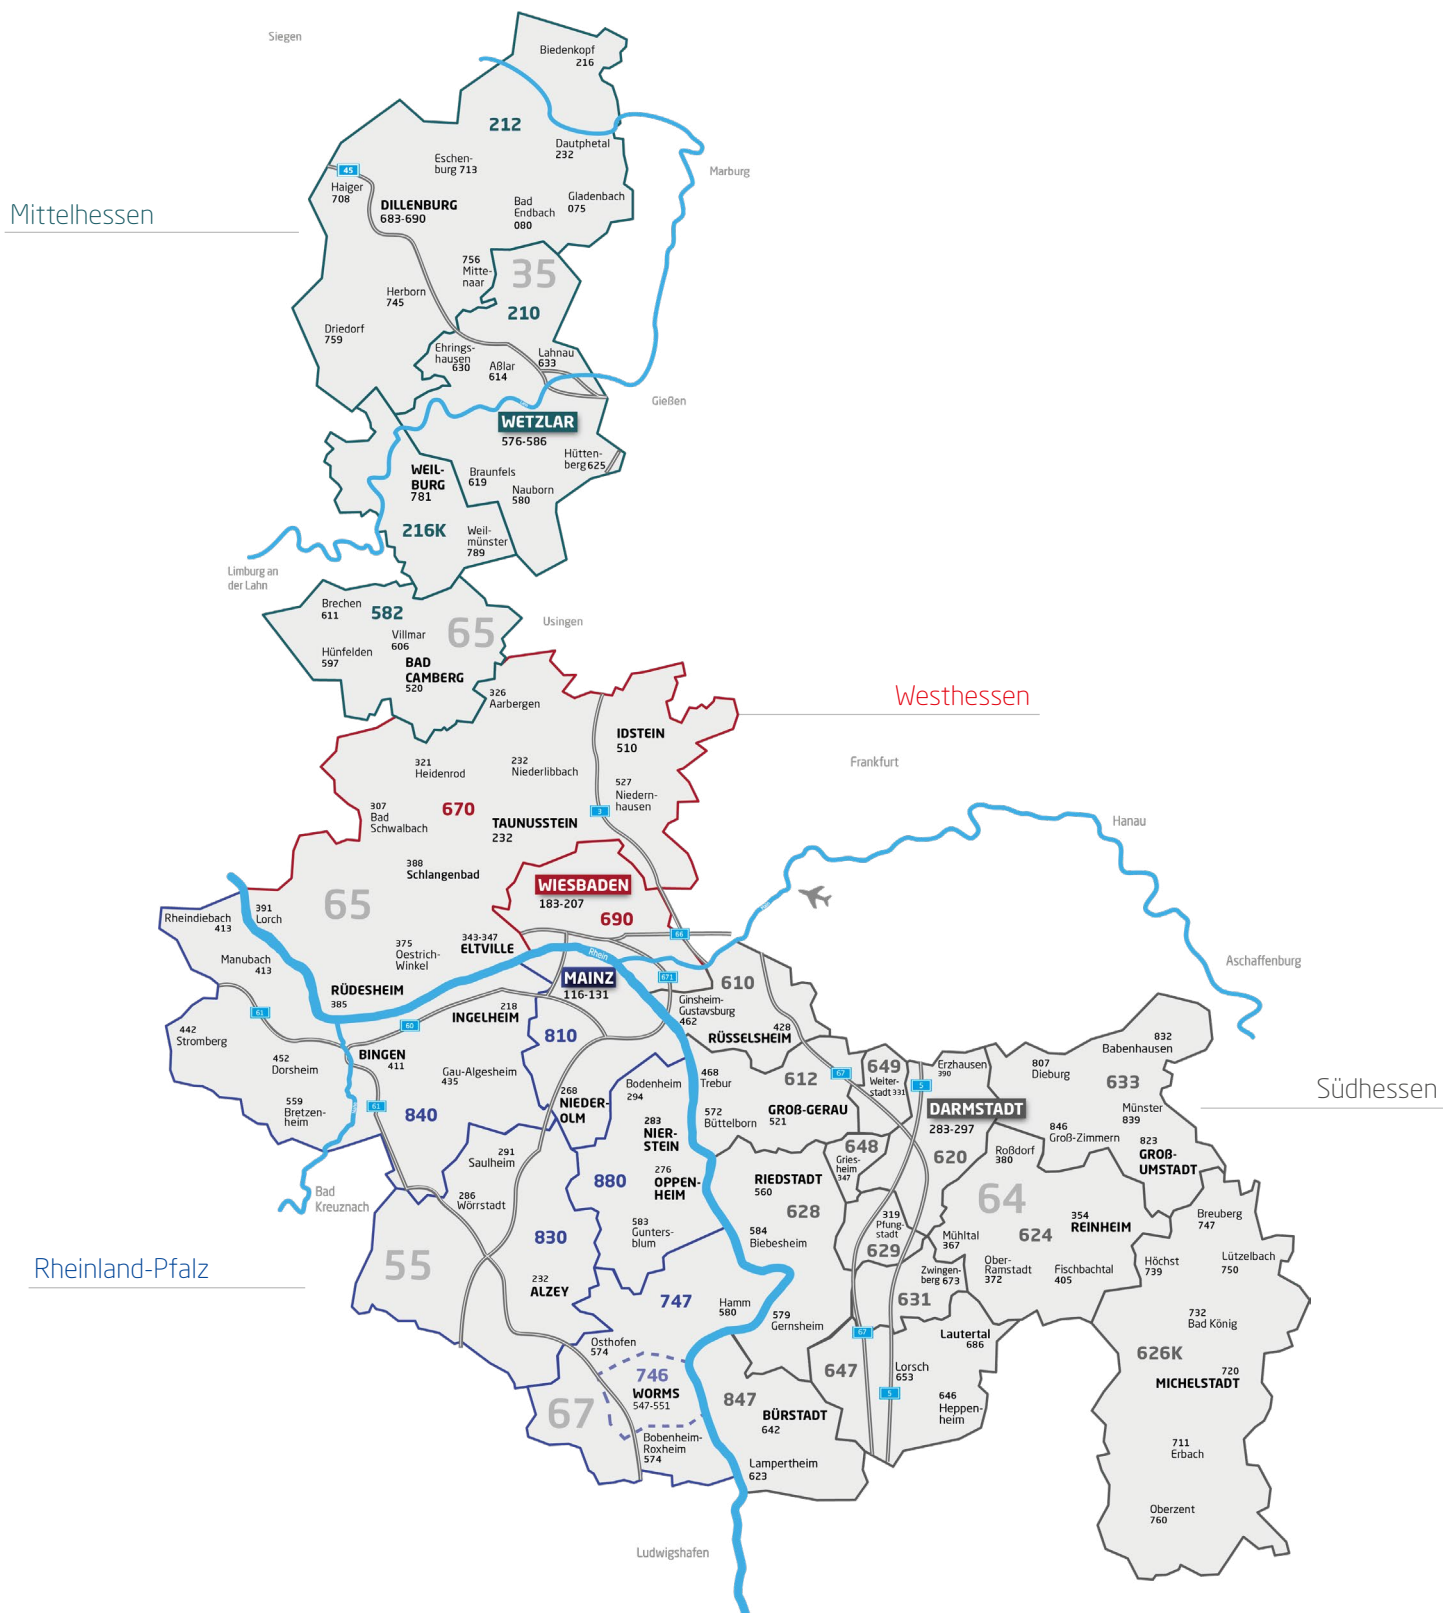 Siegen
Biedenkopf
216
212
Dautphetal
232
Eschen-
burg 713
Marburg
45
Haiger
708
DILLENBURG
683-690
Bad
Endbach
080
Gladenbach
075
Mittelhessen
756
Mitte-
naar
35
210
Herborn
745
Driedorf
759
Ehrings-
hausen
630
Aßlar
614
Lahnau
633
Gießen
WETZLAR
576-586
Hütten-
berg 625
WEIL-
BURG
781
Braunfels
619
Nauborn
580
216K
Weil-
münster
789
Limburg an
der Lahn
Brechen
611
582
65
Villmar
606
Hünfelden
597
BAD
CAMBERG
520
Usingen
326
Aarbergen
Westhessen
IDSTEIN
510
321
Heidenrod
232
Niederlibbach
527
Niedern-
hausen
Frankfurt
307
Bad
Schwalbach
670
TAUNUSSTEIN
232
3
Hanau
388
Schlangenbad
65
WIESBADEN
183-207
690
Rheindiebach
413
391
Lorch
343-347
ELTVILLE
375
Oestrich-
Winkel
66
Rhein
Manubach
413
Aschaffenburg
MAINZ
116-131
671
610
RÜDESHEIM
385
218
INGELHEIM
Ginsheim-
Gustavsburg
462
61
60
442
Stromberg
810
428
RÜSSELSHEIM
832
Babenhausen
BINGEN
411
452
Dorsheim
Gau-Algesheim
435
468
Trebur
612
67
649
Weiter-
stadt 331
5
Erzhausen
390
807
Dieburg
633
Südhessen
559
Bretzen-
heim
61
840
268
NIEDER-
OLM
Bodenheim
294
572
Büttelborn
GROß-GERAU
521
DARMSTADT
283-297
Münster
839
846
Groß-Zimmern
283
NIER-
STEIN
648
Gries-
heim
347
620
Roßdorf
380
823
GROß-
UMSTADT
291
Saulheim
276
OPPEN-
HEIM
880
RIEDSTADT
560
64
Bad
Kreuznach
286
Wörrstadt
628
319
Pfung-
stadt
629
354
REINHEIM
624
Breuberg
747
583
Gunters-
blum
584
Biebesheim
Mühltal
367
830
Rheinland-Pfalz
55
Zwingen-
berg 673
Ober-
Ramstadt
372
Fischbachtal
405
Höchst
739
Lützelbach
750
232
ALZEY
747
Hamm
580
631
579
Gernsheim
732
Bad König
67
Lautertal
686
Osthofen
574
626K
746
WORMS
547-551
647
Lorsch
653
720
MICHELSTADT
5
646
Heppen-
heim
67
847
BÜRSTADT
642
Bobenheim-
Roxheim
574
711
Erbach
Lampertheim
623
Oberzent
760
Ludwigshafen